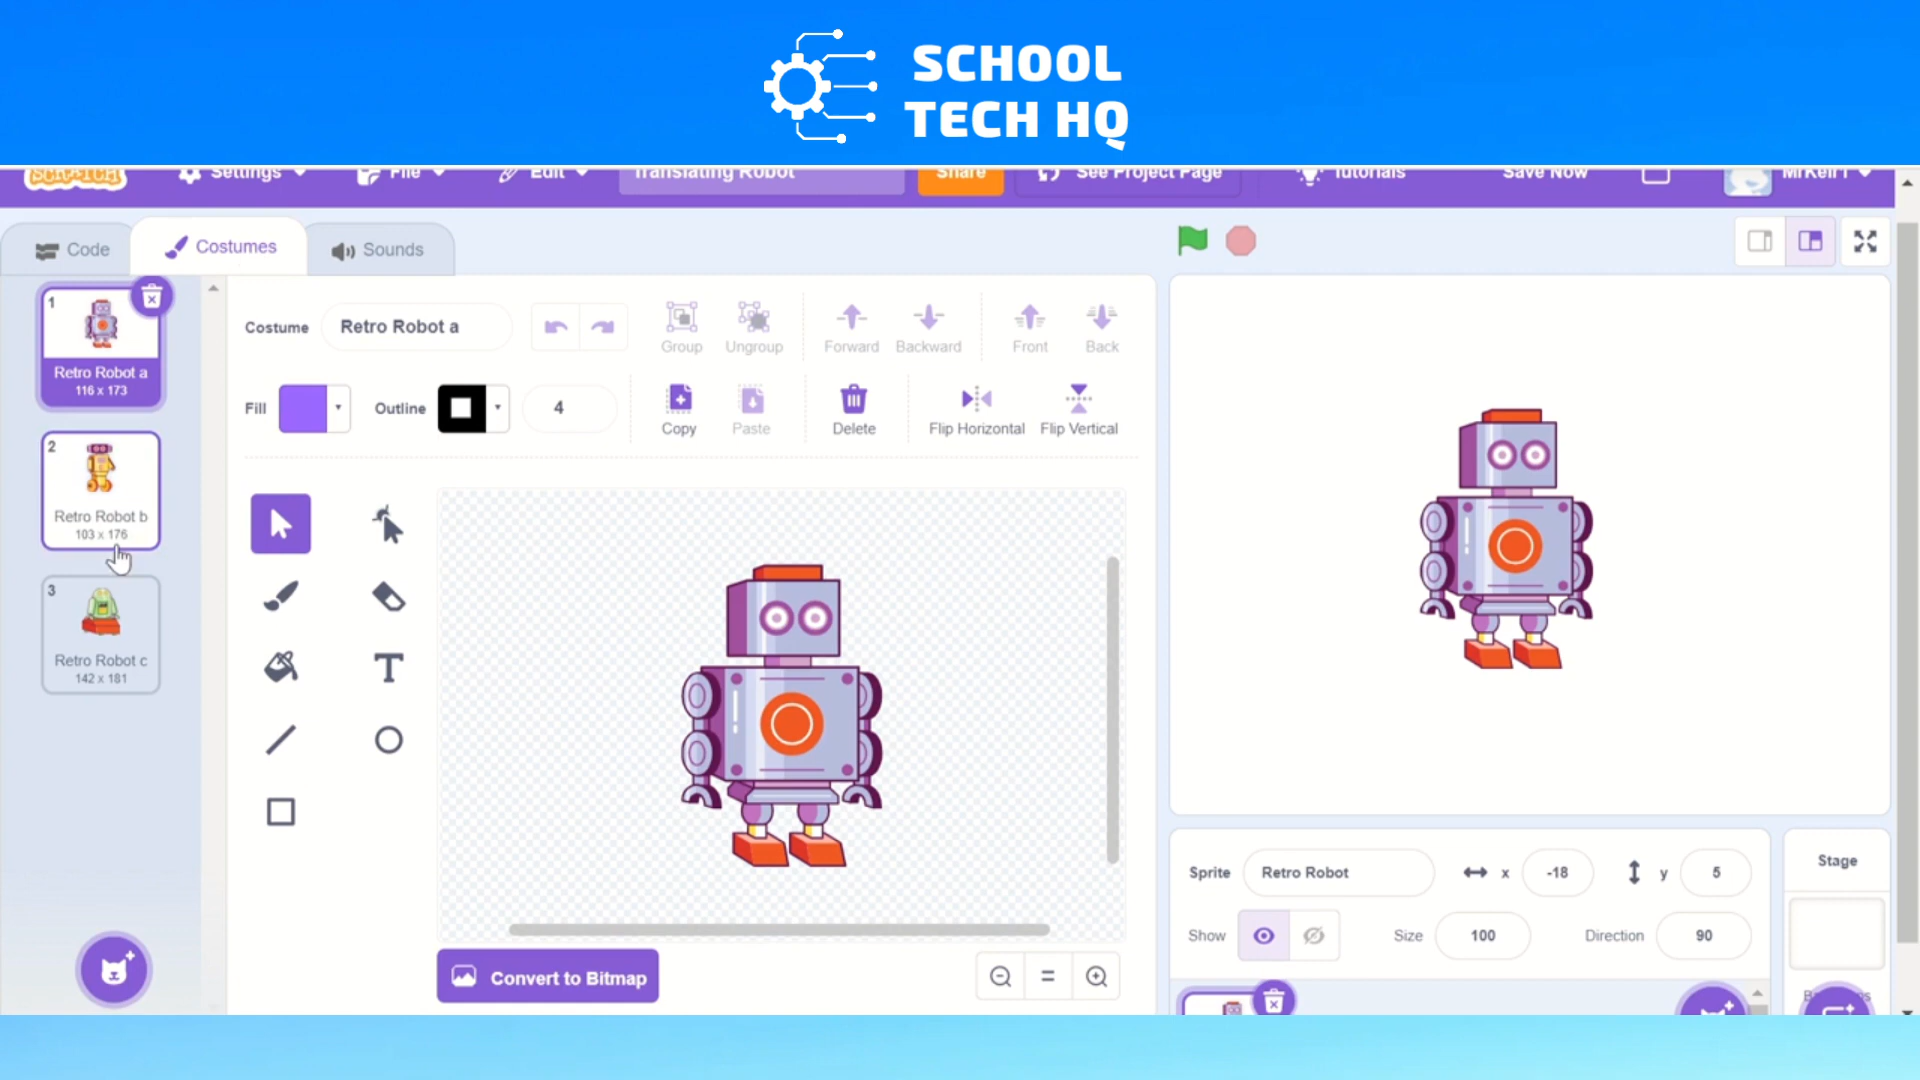 SCHOOL
TECH HQ
SCRATCH
Settings
File
Edit
Translating Robot
Share
See Project Page
Tutorials
Save Now
Code
Costumes
Sounds
1
Retro Robot a
116 x 173
2
Retro Robot b
103 x 176
3
Retro Robot c
142 x 181
Costume
Retro Robot a
Group
Ungroup
Forward
Backward
Front
Back
Fill
Outline
4
Copy
Paste
Delete
Flip Horizontal
Flip Vertical
Convert to Bitmap
Sprite
Retro Robot
x
-18
y
5
Show
Size
100
Direction
90
Stage